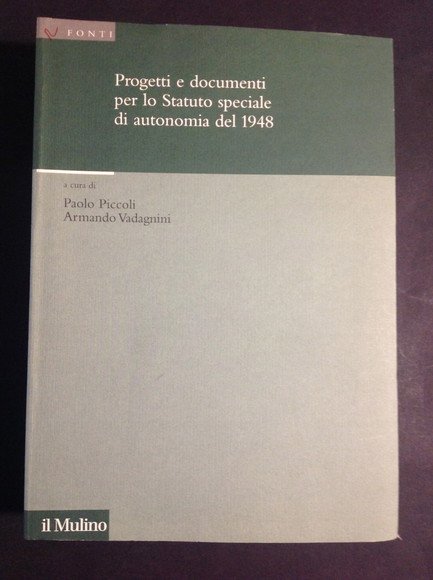 FONTI
Progetti e documenti
per lo Statuto speciale
di autonomia del 1948
a cura di
Paolo Piccoli
Armando Vadagnini
il Mulino